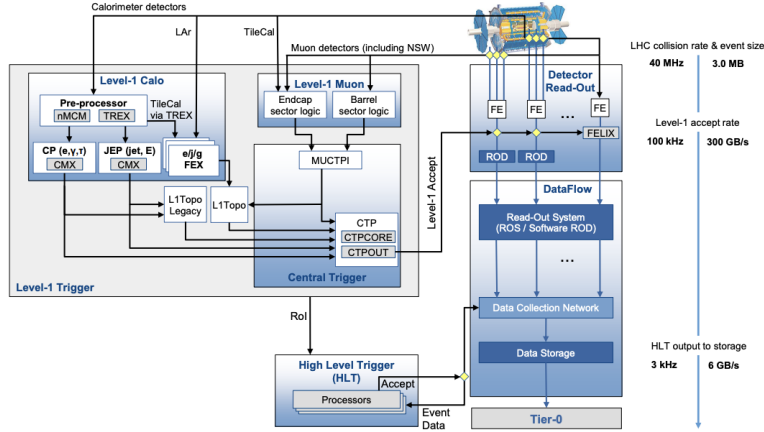 Calorimeter detectors
LAr
TileCal
Muon detectors (including NSW)
LHC collision rate & event size
40 MHz
3.0 MB
Level-1 Calo
Pre-processor
nMCM
TREX
TileCal
via TREX
CP (e,γ,τ)
CMX
JEP (jet, E)
CMX
e/j/g
FEX
Level-1 Muon
Endcap
sector logic
Barrel
sector logic
MUCTPI
L1Topo
Legacy
L1Topo
CTP
CTPCORE
CTPOUT
Central Trigger
Level-1 Trigger
Level-1 Accept
Detector
Read-Out
FE
FE
...
FE
FELIX
ROD
ROD
Level-1 accept rate
100 kHz
300 GB/s
DataFlow
Read-Out System
(ROS / Software ROD)
...
Data Collection Network
Data Storage
Tier-0
RoI
High Level Trigger
(HLT)
Accept
Processors
Event
Data
HLT output to storage
3 kHz
6 GB/s